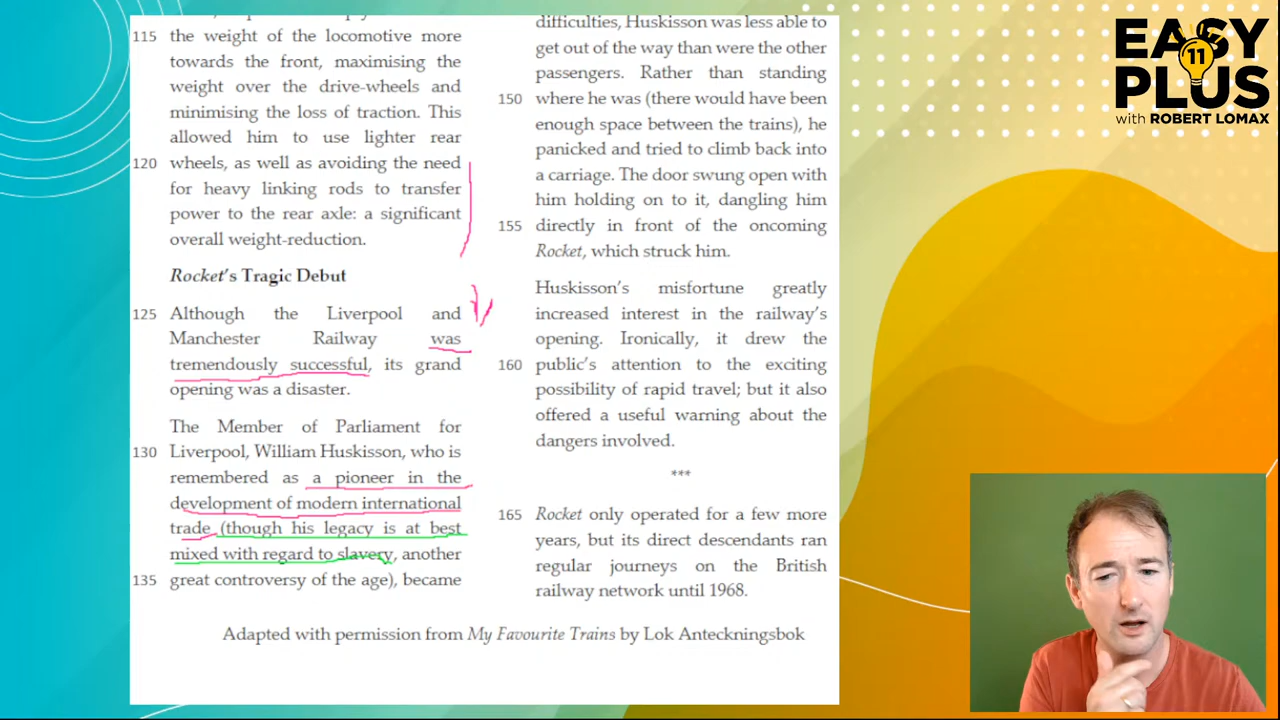 115 the weight of the locomotive more
towards the front, maximising the
weight over the drive-wheels and
minimising the loss of traction. This
allowed him to use lighter rear
120 wheels, as well as avoiding the need
for heavy linking rods to transfer
power to the rear axle: a significant
overall weight-reduction.
Rocket's Tragic Debut
125 Although the Liverpool and
Manchester Railway was
tremendously successful, its grand
opening was a disaster.
The Member of Parliament for
130 Liverpool, William Huskisson, who is
remembered as a pioneer in the
development of modern international
trade (though his legacy is at best
mixed with regard to slavery, another
135 great controversy of the age), became
difficulties, Huskisson was less able to
get out of the way than were the other
passengers. Rather than standing
150 where he was (there would have been
enough space between the trains), he
panicked and tried to climb back into
a carriage. The door swung open with
him holding on to it, dangling him
155 directly in front of the oncoming
Rocket, which struck him.
Huskisson's misfortune greatly
increased interest in the railway's
opening. Ironically, it drew the
160 public's attention to the exciting
possibility of rapid travel; but it also
offered a useful warning about the
dangers involved.
***
165 Rocket only operated for a few more
years, but its direct descendants ran
regular journeys on the British
railway network until 1968.
Adapted with permission from My Favourite Trains by Lok Anteckningsbok
EASY
11
PLUS
with ROBERT LOMAX